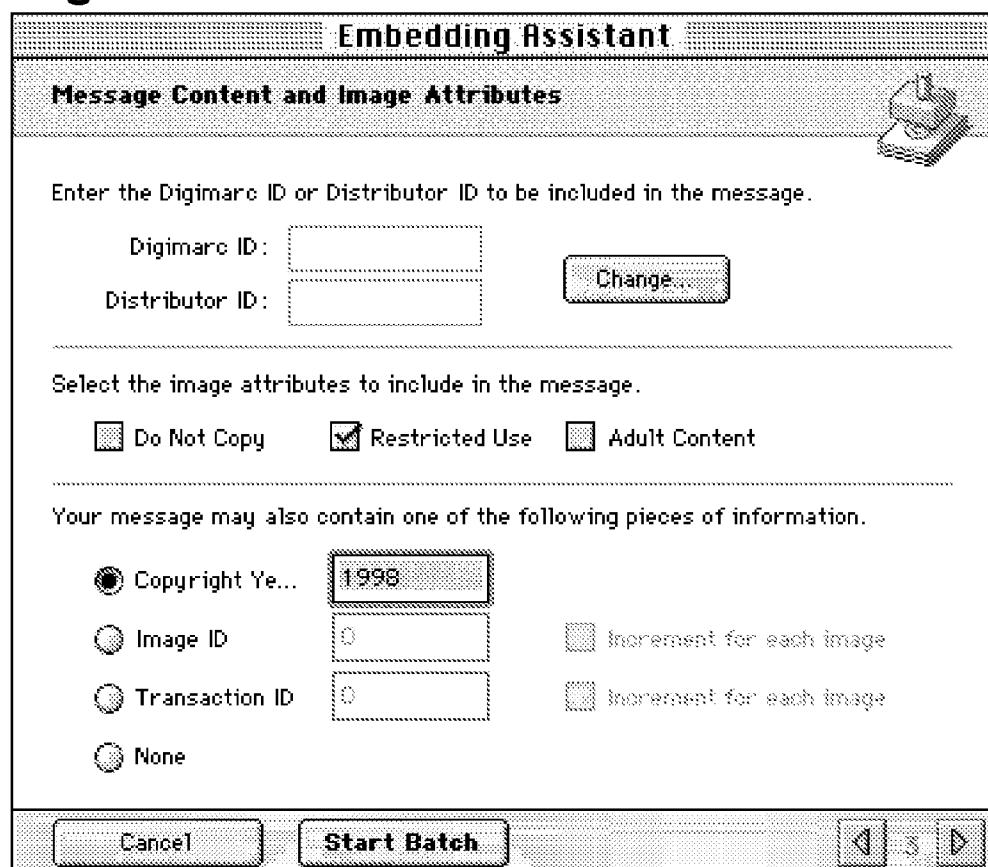 Embedding Assistant
Message Content and Image Attributes
Enter the Digimarc ID or Distributor ID to be included in the message.
Digimarc ID:
Change...
Distributor ID:
Select the image attributes to include in the message.
Do Not Copy Restricted Use Adult Content
Your message may also contain one of the following pieces of information.
Copyright Ye... 1998
Image ID 0 Increment for each image
Transaction ID 0 Increment for each image
None
Cancel Start Batch 3